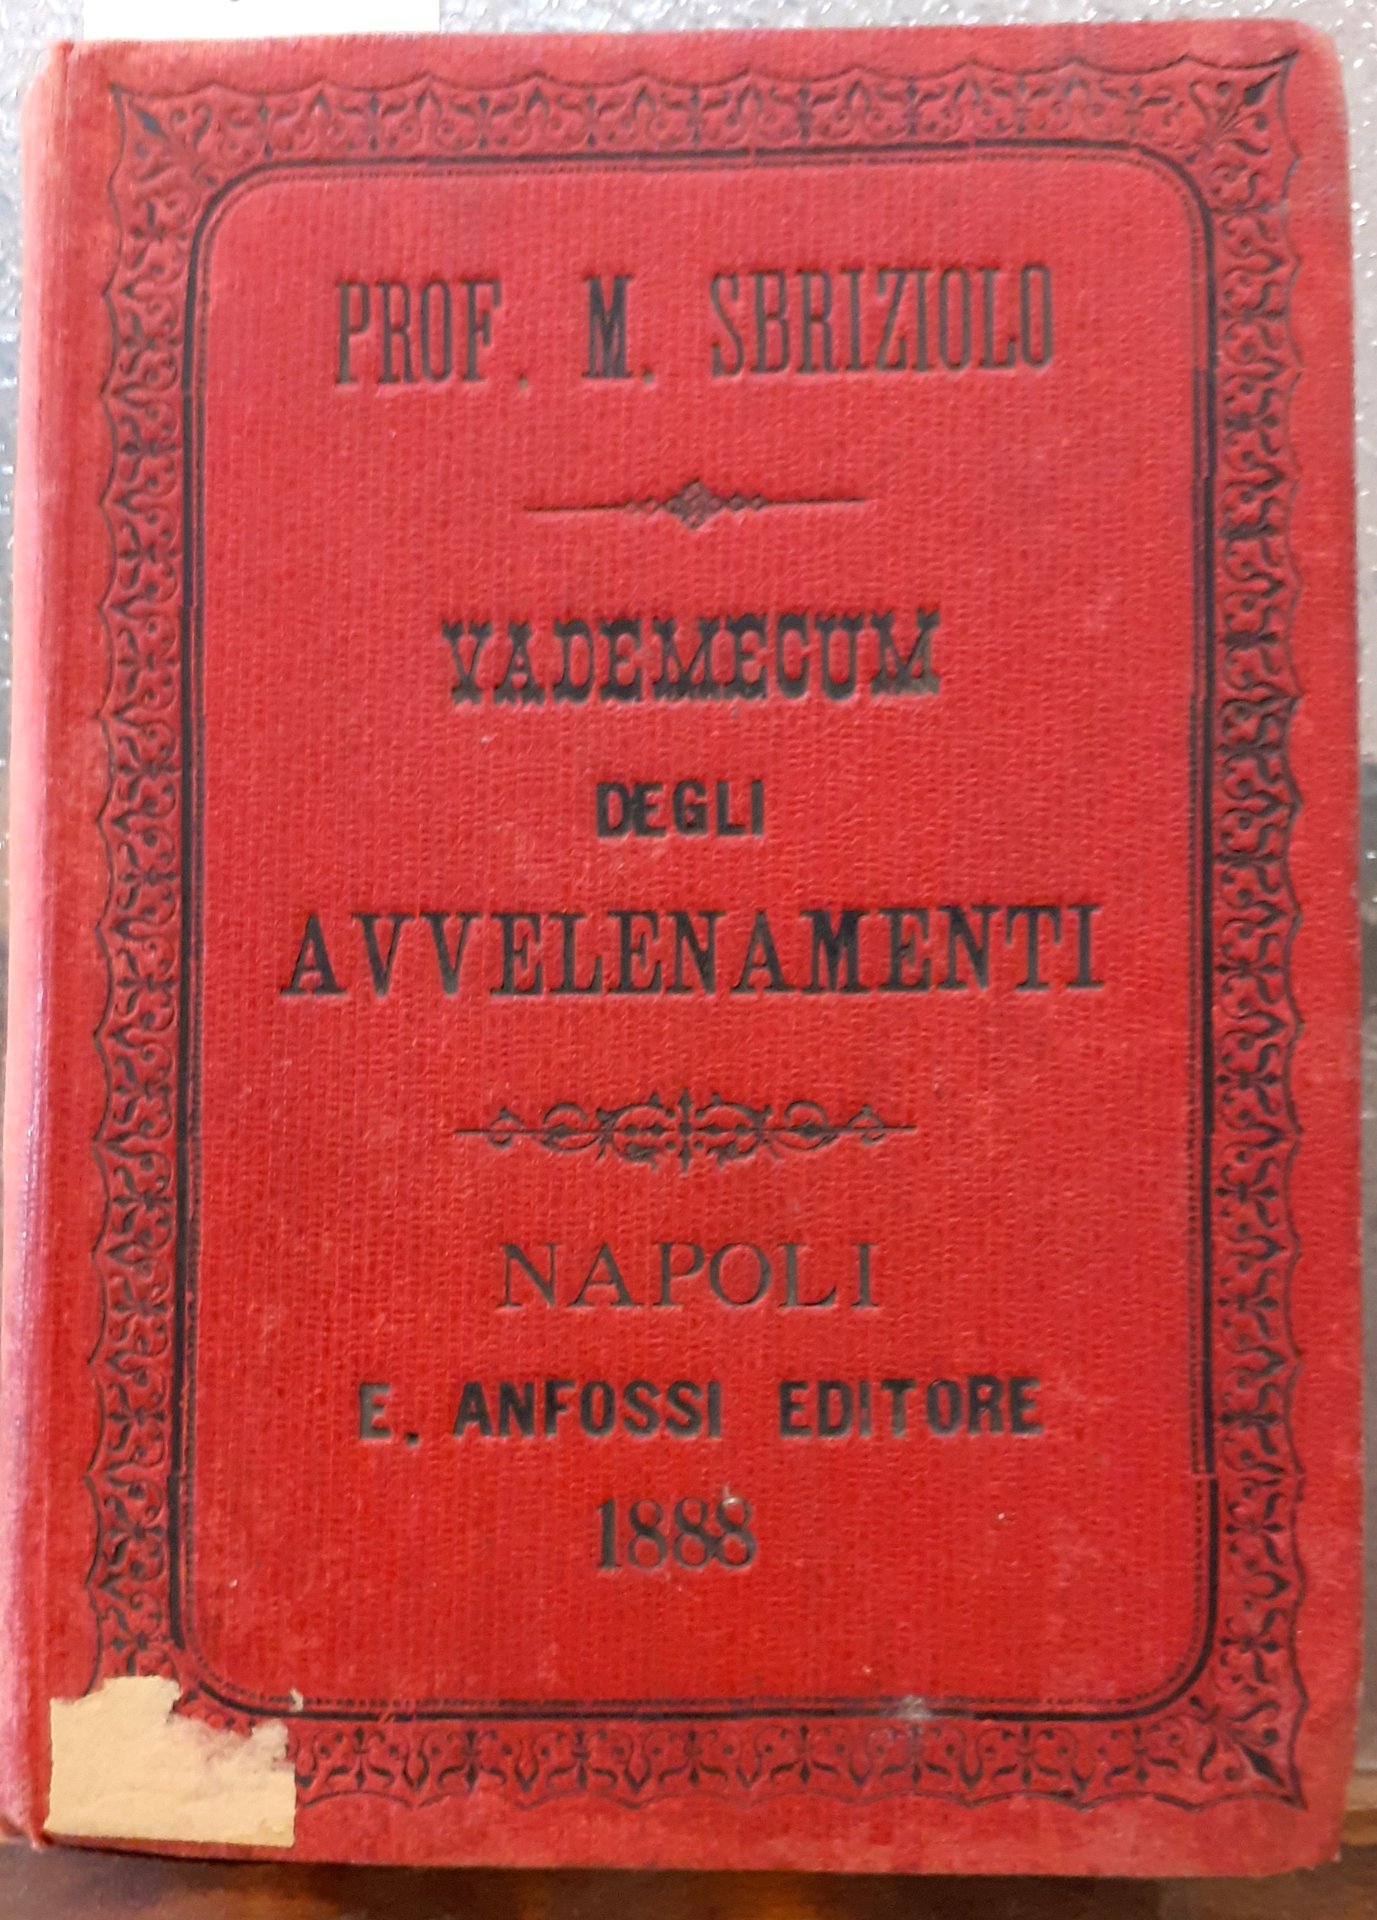 PROF. M. SBRIZIOLO
VADEMECUM
DEGLI
AVVELENAMENTI
NAPOLI
E. ANFOSSI EDITORE
1888